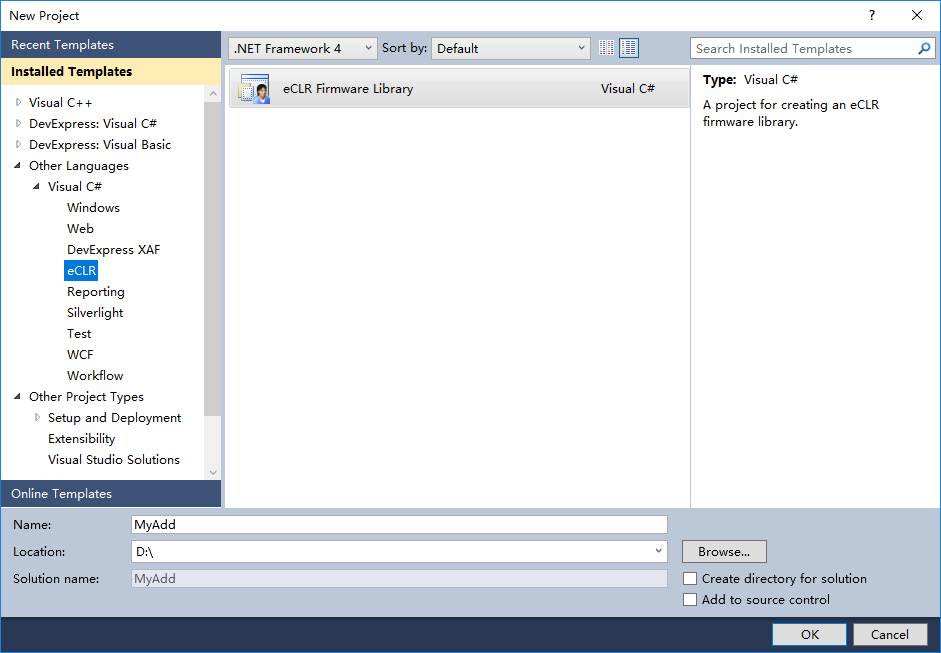 New Project
?
Recent Templates
.NET Framework 4
Sort by:
Default
Search Installed Templates
Installed Templates
Visual C++
DevExpress: Visual C#
DevExpress: Visual Basic
Other Languages
Visual C#
Windows
Web
DevExpress XAF
eCLR
Reporting
Silverlight
Test
WCF
Workflow
Other Project Types
Setup and Deployment
Extensibility
Visual Studio Solutions
Online Templates
eCLR Firmware Library
Visual C#
Type: Visual C#
A project for creating an eCLR
firmware library.
Name:
MyAdd
Location:
D:\
Browse...
Solution name:
MyAdd
Create directory for solution
Add to source control
OK
Cancel